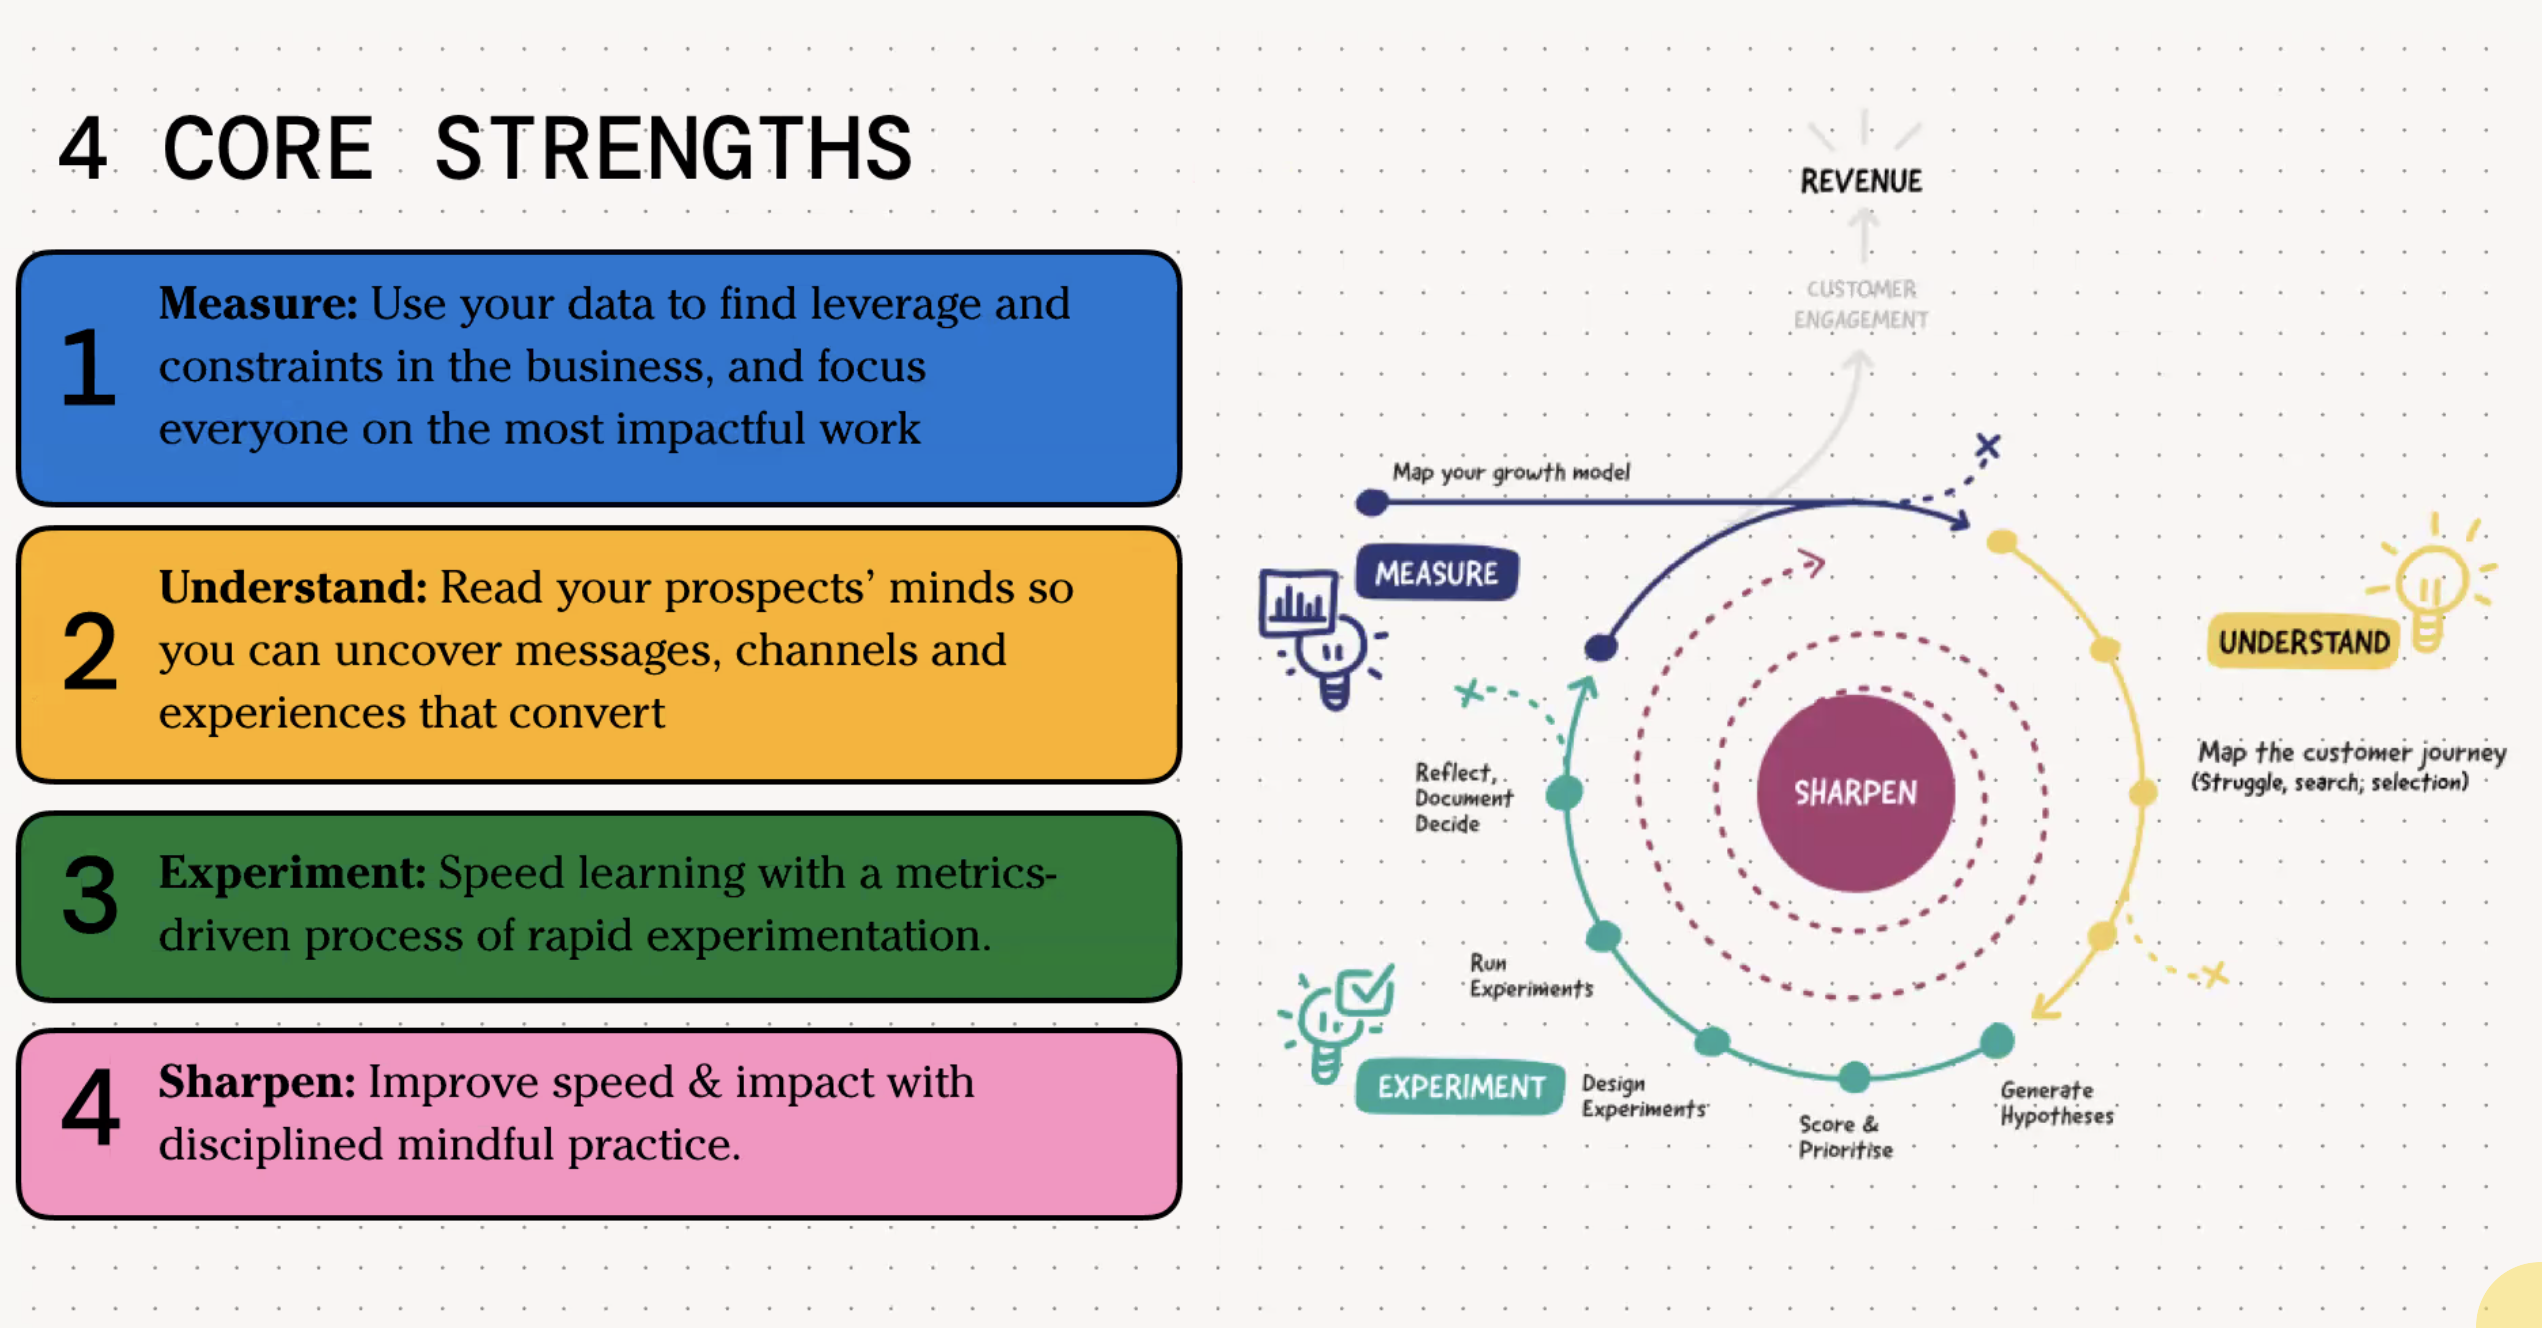 4 CORE STRENGTHS
1
Measure: Use your data to find leverage and
constraints in the business, and focus
everyone on the most impactful work
2
Understand: Read your prospects’ minds so
you can uncover messages, channels and
experiences that convert
3
Experiment: Speed learning with a metrics-
driven process of rapid experimentation.
4
Sharpen: Improve speed & impact with
disciplined mindful practice.
REVENUE
CUSTOMER
ENGAGEMENT
Map your growth model
MEASURE
UNDERSTAND
Map the customer journey
(Struggle, search; selection)
SHARPEN
Reflect,
Document
Decide
Run
Experiments
EXPERIMENT
Design
Experiments
Score &
Prioritise
Generate
Hypotheses